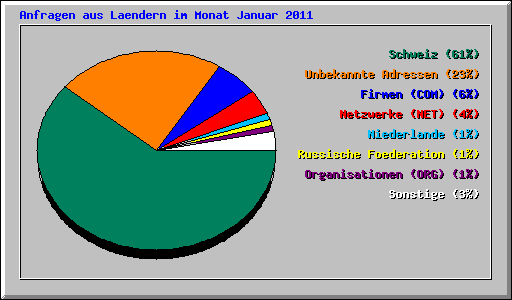 Anfragen aus Laendern im Monat Januar 2011
Schweiz (61%)
Unbekannte Adressen (23%)
Firmen (COM) (6%)
Netzwerke (NET) (4%)
Niederlande (1%)
Russische Foederation (1%)
Organisationen (ORG) (1%)
Sonstige (3%)